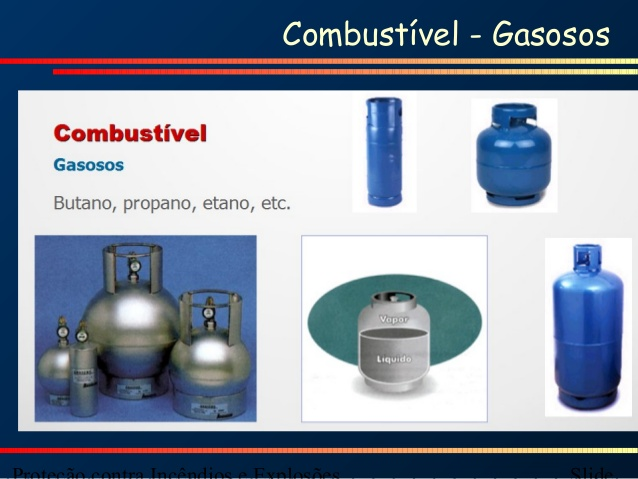 Combustível - Gasosos
Combustível
Gasosos
Butano, propano, etano, etc.
Vapor
Líquido
Proteção contra Incêndios e Explosões
Slide